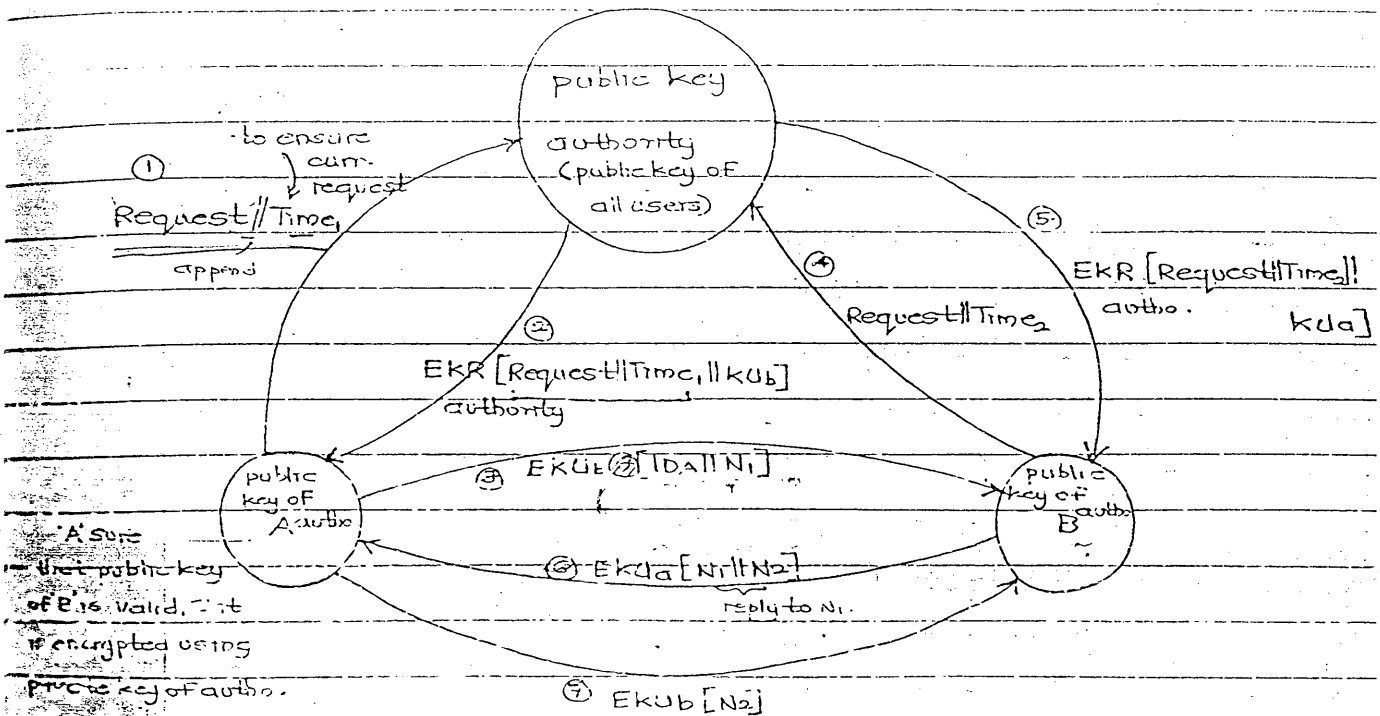 public key
authority
(public key of
all users)
to ensure
curr.
request
①
Request || Time1
append
②
EKR [Request || Time1 || KUb]
authority
④
Request || Time2
⑤
EKR [Request || Time2 ||
autho.
KUa]
public
key of
A autho
③ EKUb [IDA || N1]
public
key of
autho
B
⑥ EKUa [N1 || N2]
reply to N1.
⑦ EKUb [N2]
'A' sure
that public key
of 'B' is valid, it
is encrypted using
private key of autho.